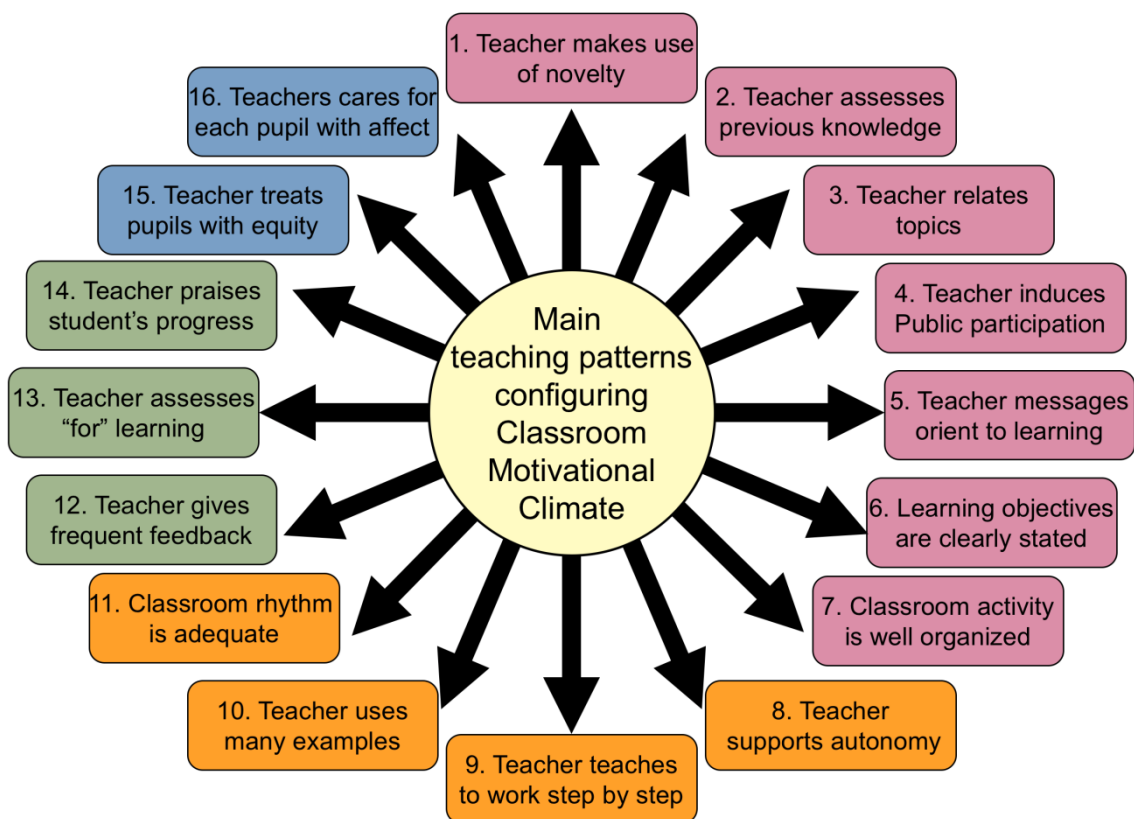 1. Teacher makes use
of novelty
2. Teacher assesses
previous knowledge
3. Teacher relates
topics
4. Teacher induces
Public participation
5. Teacher messages
orient to learning
6. Learning objectives
are clearly stated
7. Classroom activity
is well organized
8. Teacher
supports autonomy
9. Teacher teaches
to work step by step
10. Teacher uses
many examples
11. Classroom rhythm
is adequate
12. Teacher gives
frequent feedback
13. Teacher assesses
“for” learning
14. Teacher praises
student’s progress
15. Teacher treats
pupils with equity
16. Teachers cares for
each pupil with affect
Main
teaching patterns
configuring
Classroom
Motivational
Climate